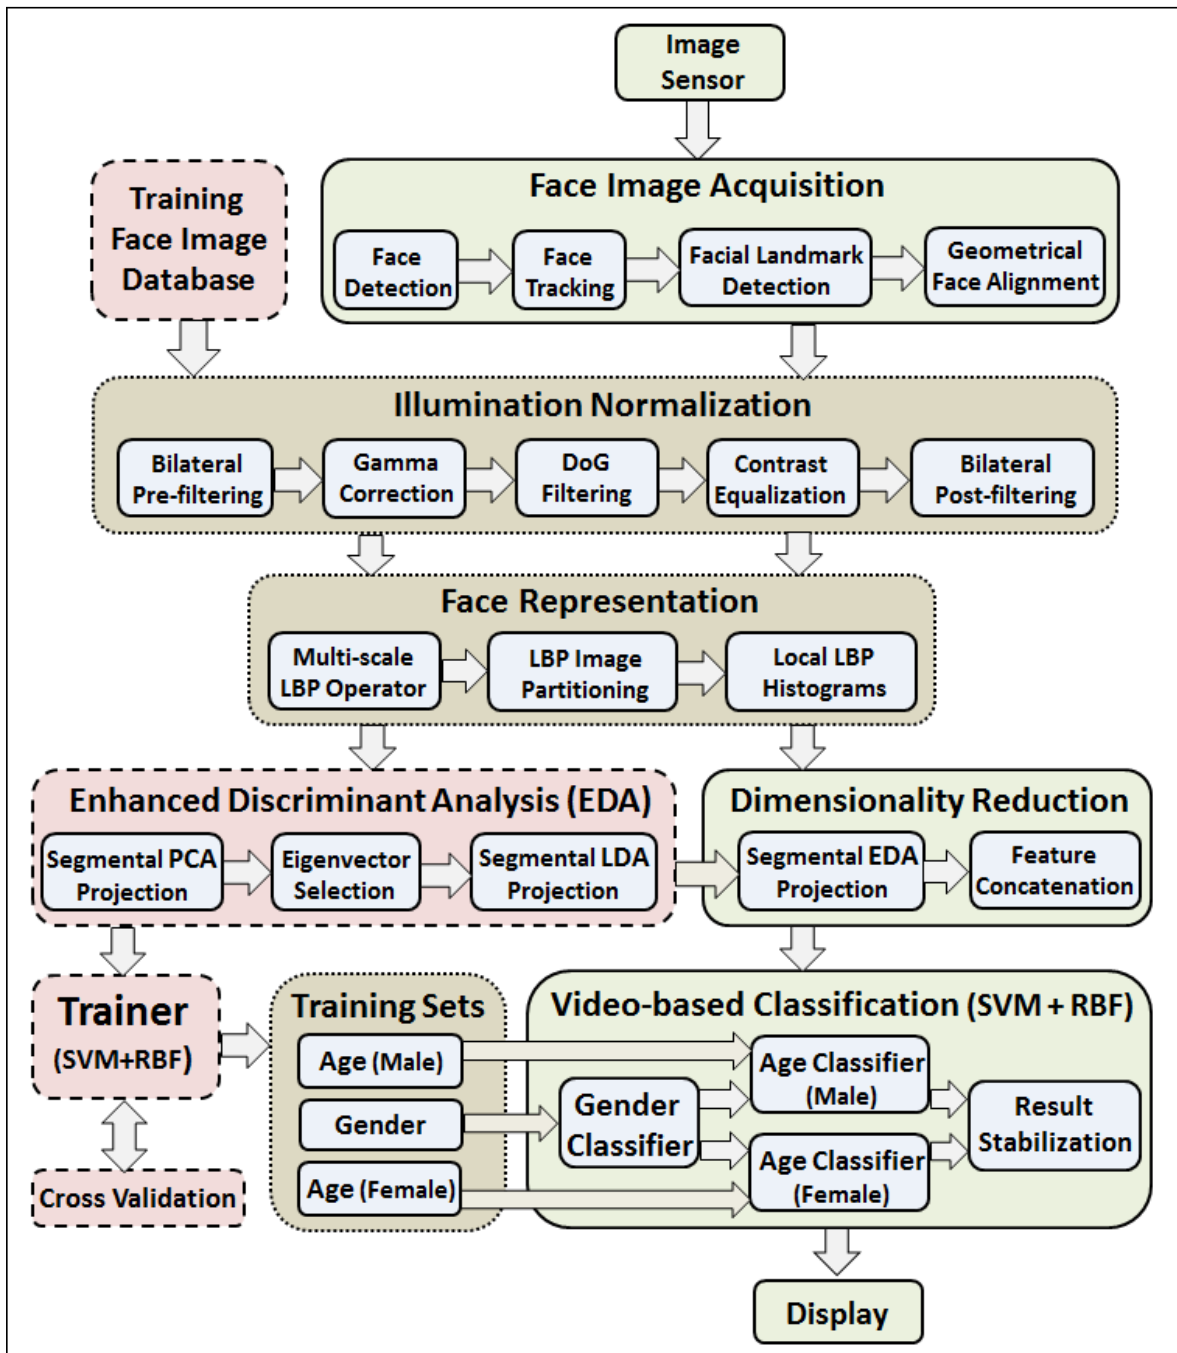 Image
Sensor
Training
Face Image
Database
Face Image Acquisition
Face
Detection
Face
Tracking
Facial Landmark
Detection
Geometrical
Face Alignment
Illumination Normalization
Bilateral
Pre-filtering
Gamma
Correction
DoG
Filtering
Contrast
Equalization
Bilateral
Post-filtering
Face Representation
Multi-scale
LBP Operator
LBP Image
Partitioning
Local LBP
Histograms
Enhanced Discriminant Analysis (EDA)
Segmental PCA
Projection
Eigenvector
Selection
Segmental LDA
Projection
Dimensionality Reduction
Segmental EDA
Projection
Feature
Concatenation
Trainer
(SVM+RBF)
Cross Validation
Training Sets
Age (Male)
Gender
Age (Female)
Video-based Classification (SVM + RBF)
Gender
Classifier
Age Classifier
(Male)
Age Classifier
(Female)
Result
Stabilization
Display